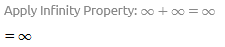 Apply Infinity Property: ∞ + ∞ = ∞
= ∞